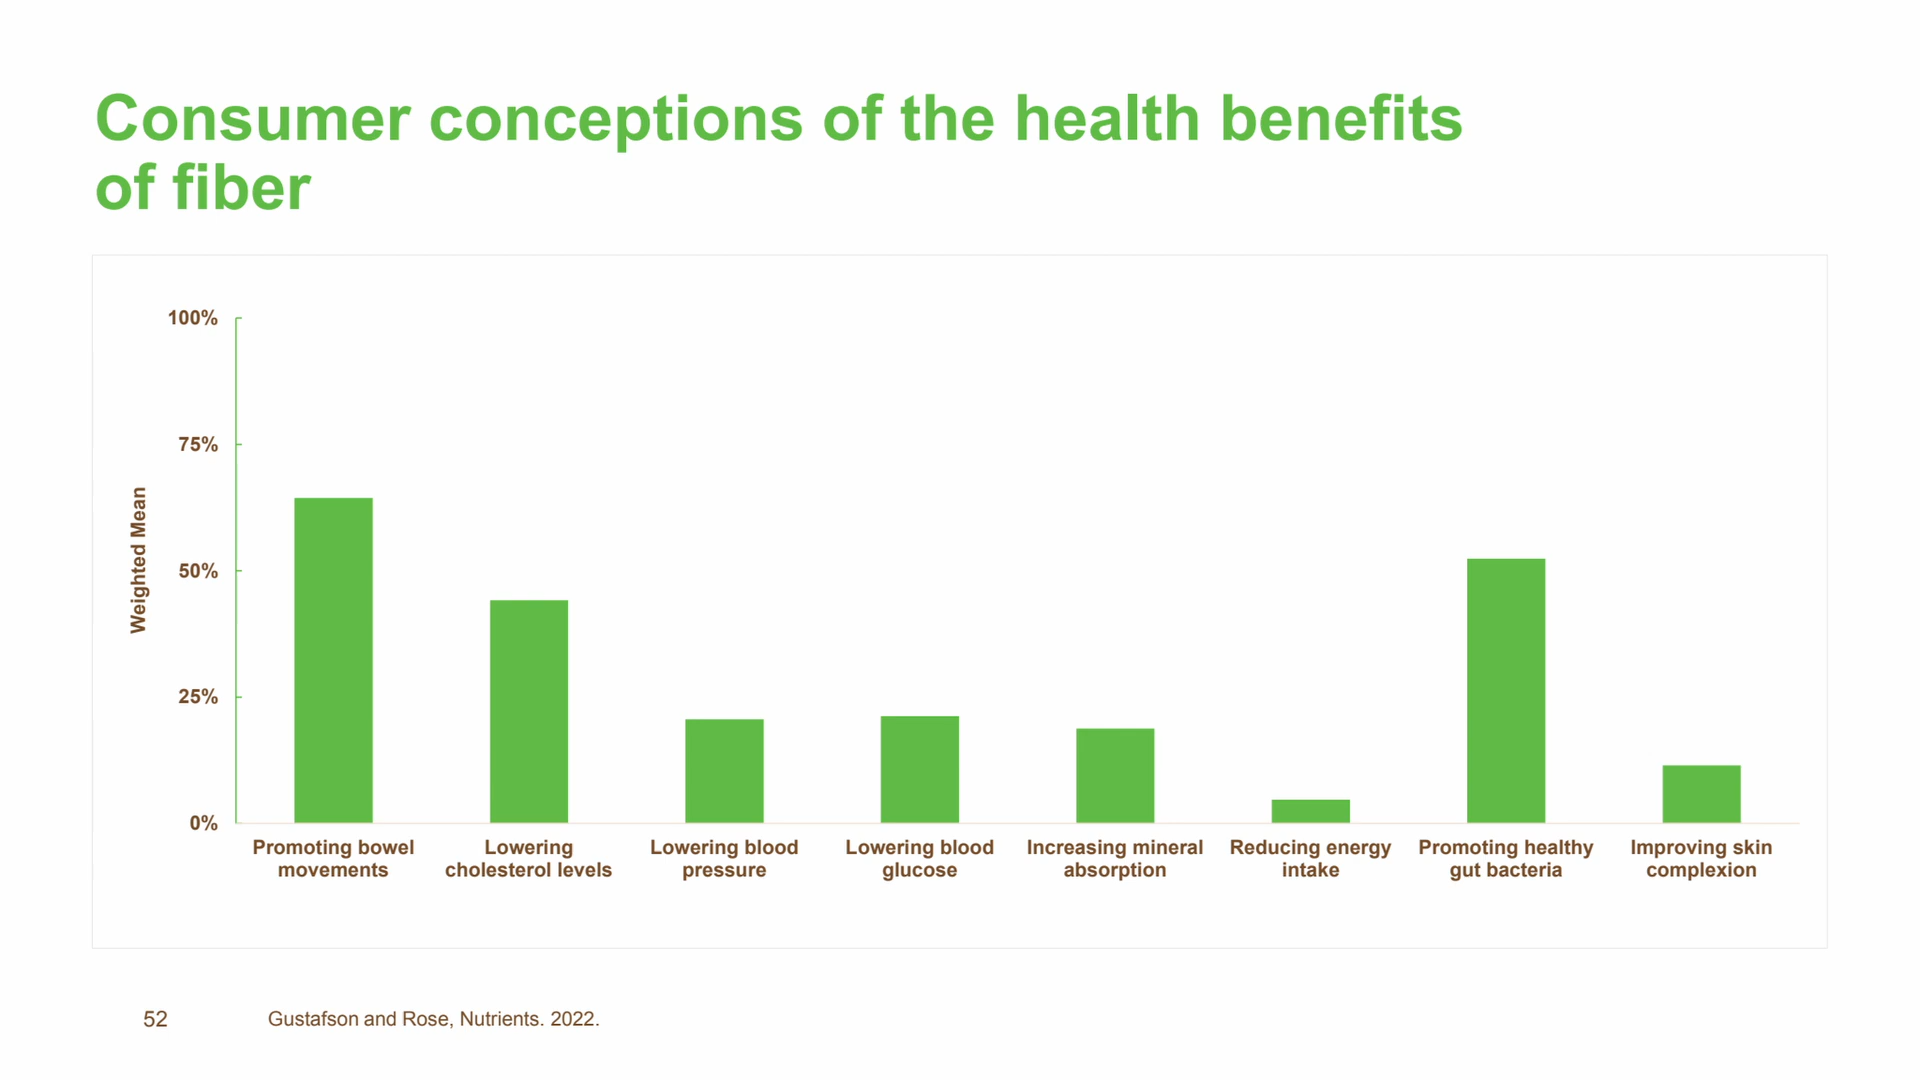 Consumer conceptions of the health benefits
of fiber
100%
75%
50%
25%
0%
Weighted Mean
Promoting bowel
movements
Lowering
cholesterol levels
Lowering blood
pressure
Lowering blood
glucose
Increasing mineral
absorption
Reducing energy
intake
Promoting healthy
gut bacteria
Improving skin
complexion
52
Gustafson and Rose, Nutrients. 2022.